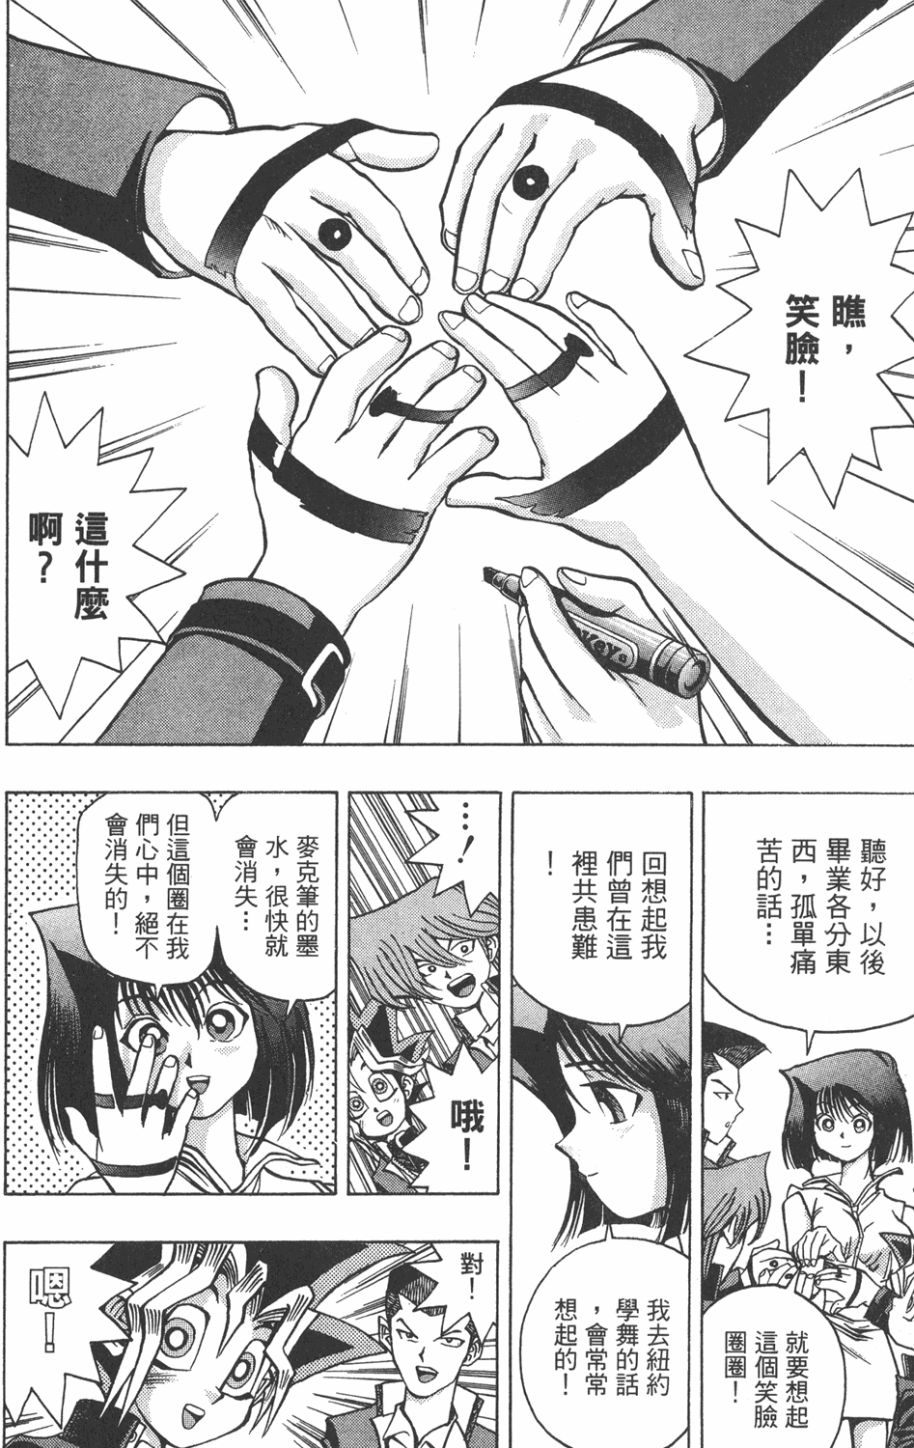 瞧，
笑臉！
這什麼
啊？
Key。
聽好，以後
畢業各分東
西，孤單痛
苦的話…
就要想起
這個笑臉
圈圈！
回想起我
們曾在這
裡共患難
！
我去紐約
學舞的話
，會常常
想起的！
…！
哦！
麥克筆的墨
水，很快就
會消失…
但這個圈在我
們心中，絕不
會消失的！
對！
嗯！